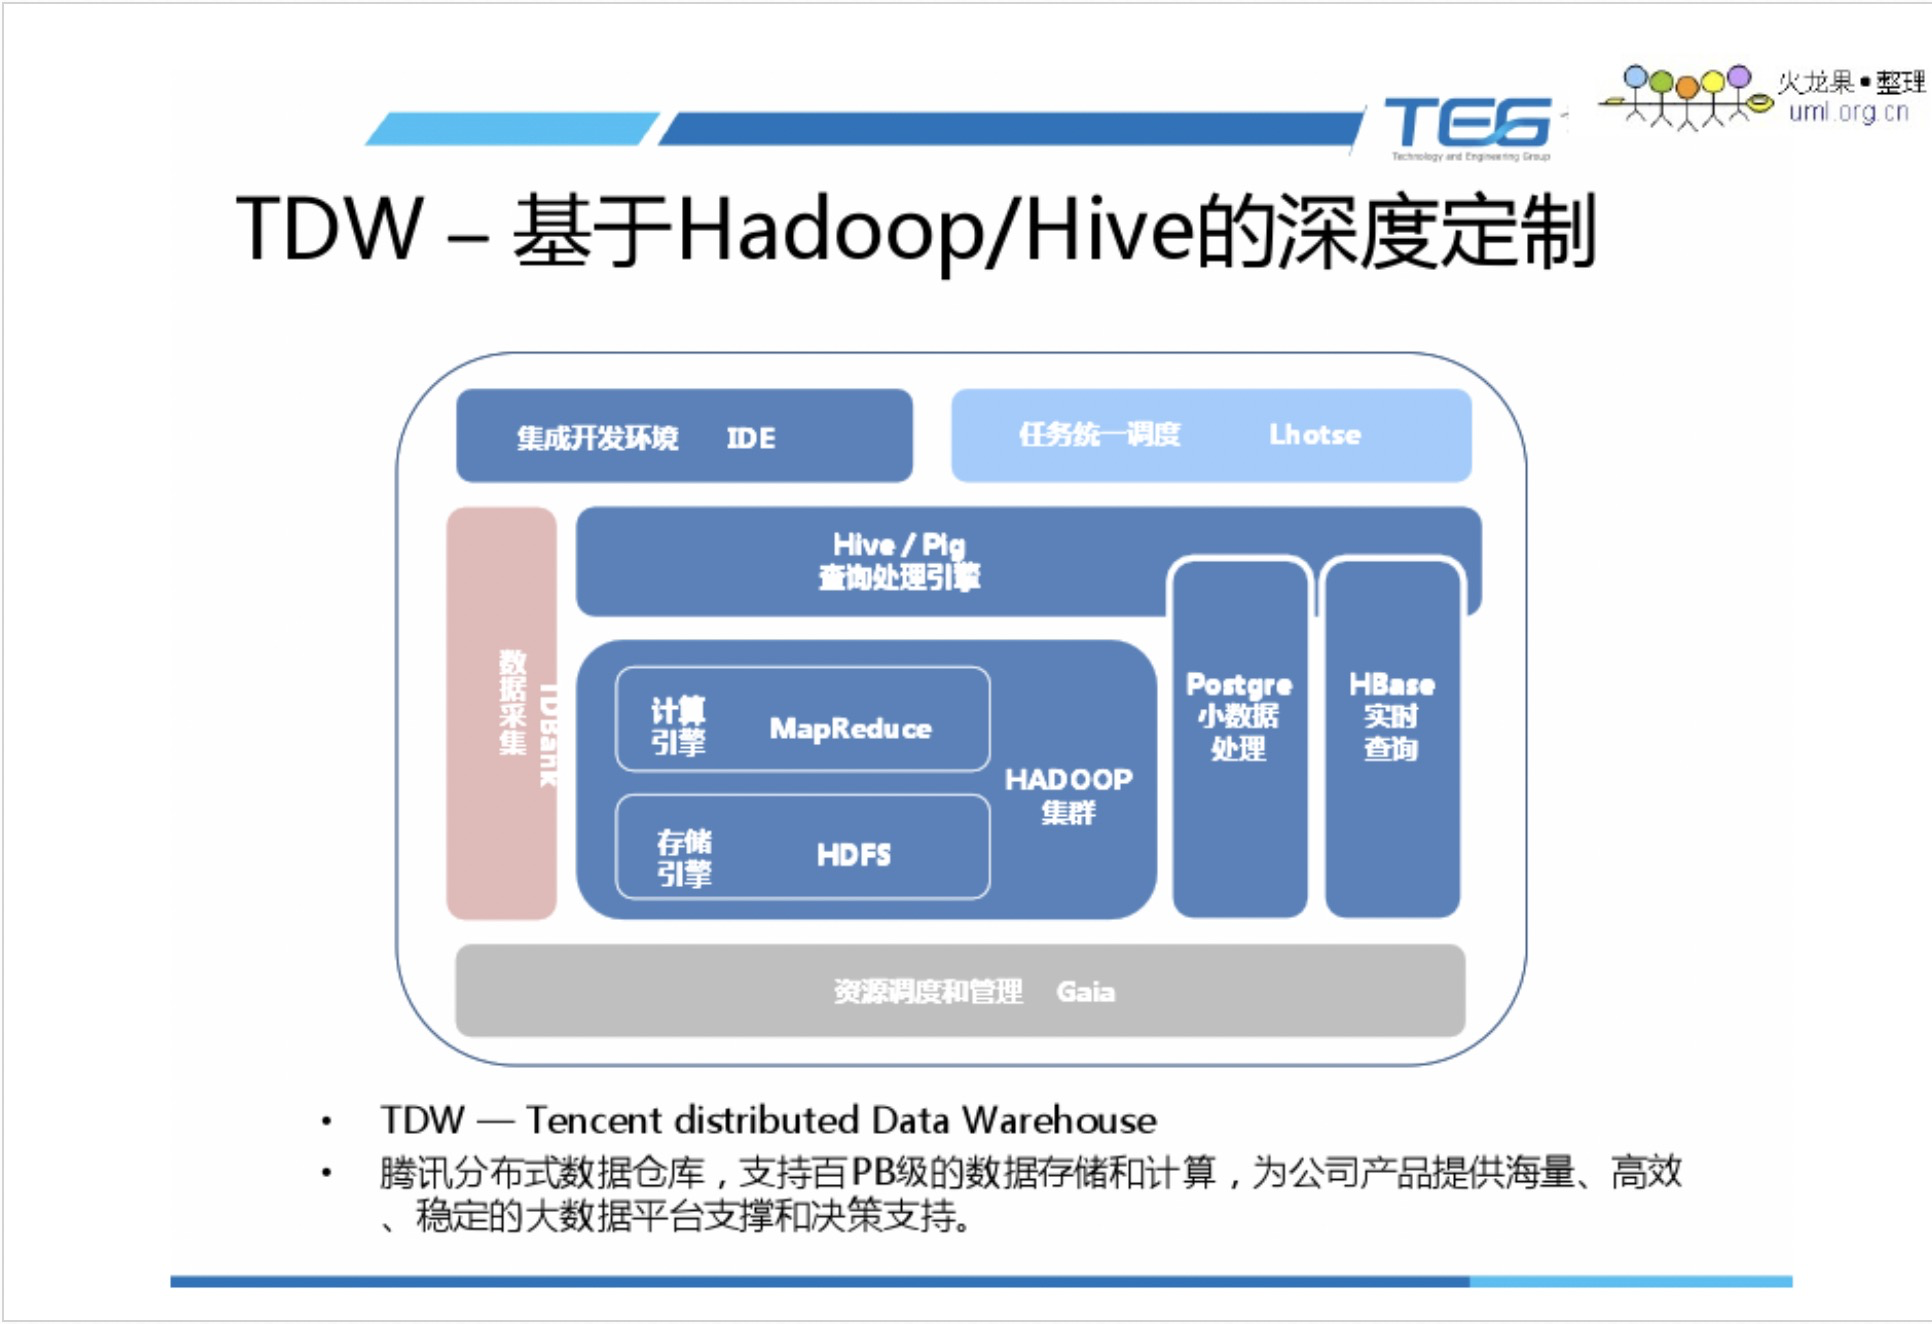 TEG
Technology and Engineering Group
火龙果•整理
uml.org.cn
TDW – 基于Hadoop/Hive的深度定制
集成开发环境 IDE
任务统一调度 Lhotse
数据采集
TDBank
Hive / Pig
查询处理引擎
计算
引擎
MapReduce
存储
引擎
HDFS
HADOOP
集群
Postgre
小数据
处理
HBase
实时
查询
资源调度和管理 Gaia
• TDW — Tencent distributed Data Warehouse
• 腾讯分布式数据仓库，支持百PB级的数据存储和计算，为公司产品提供海量、高效
、稳定的大数据平台支撑和决策支持。